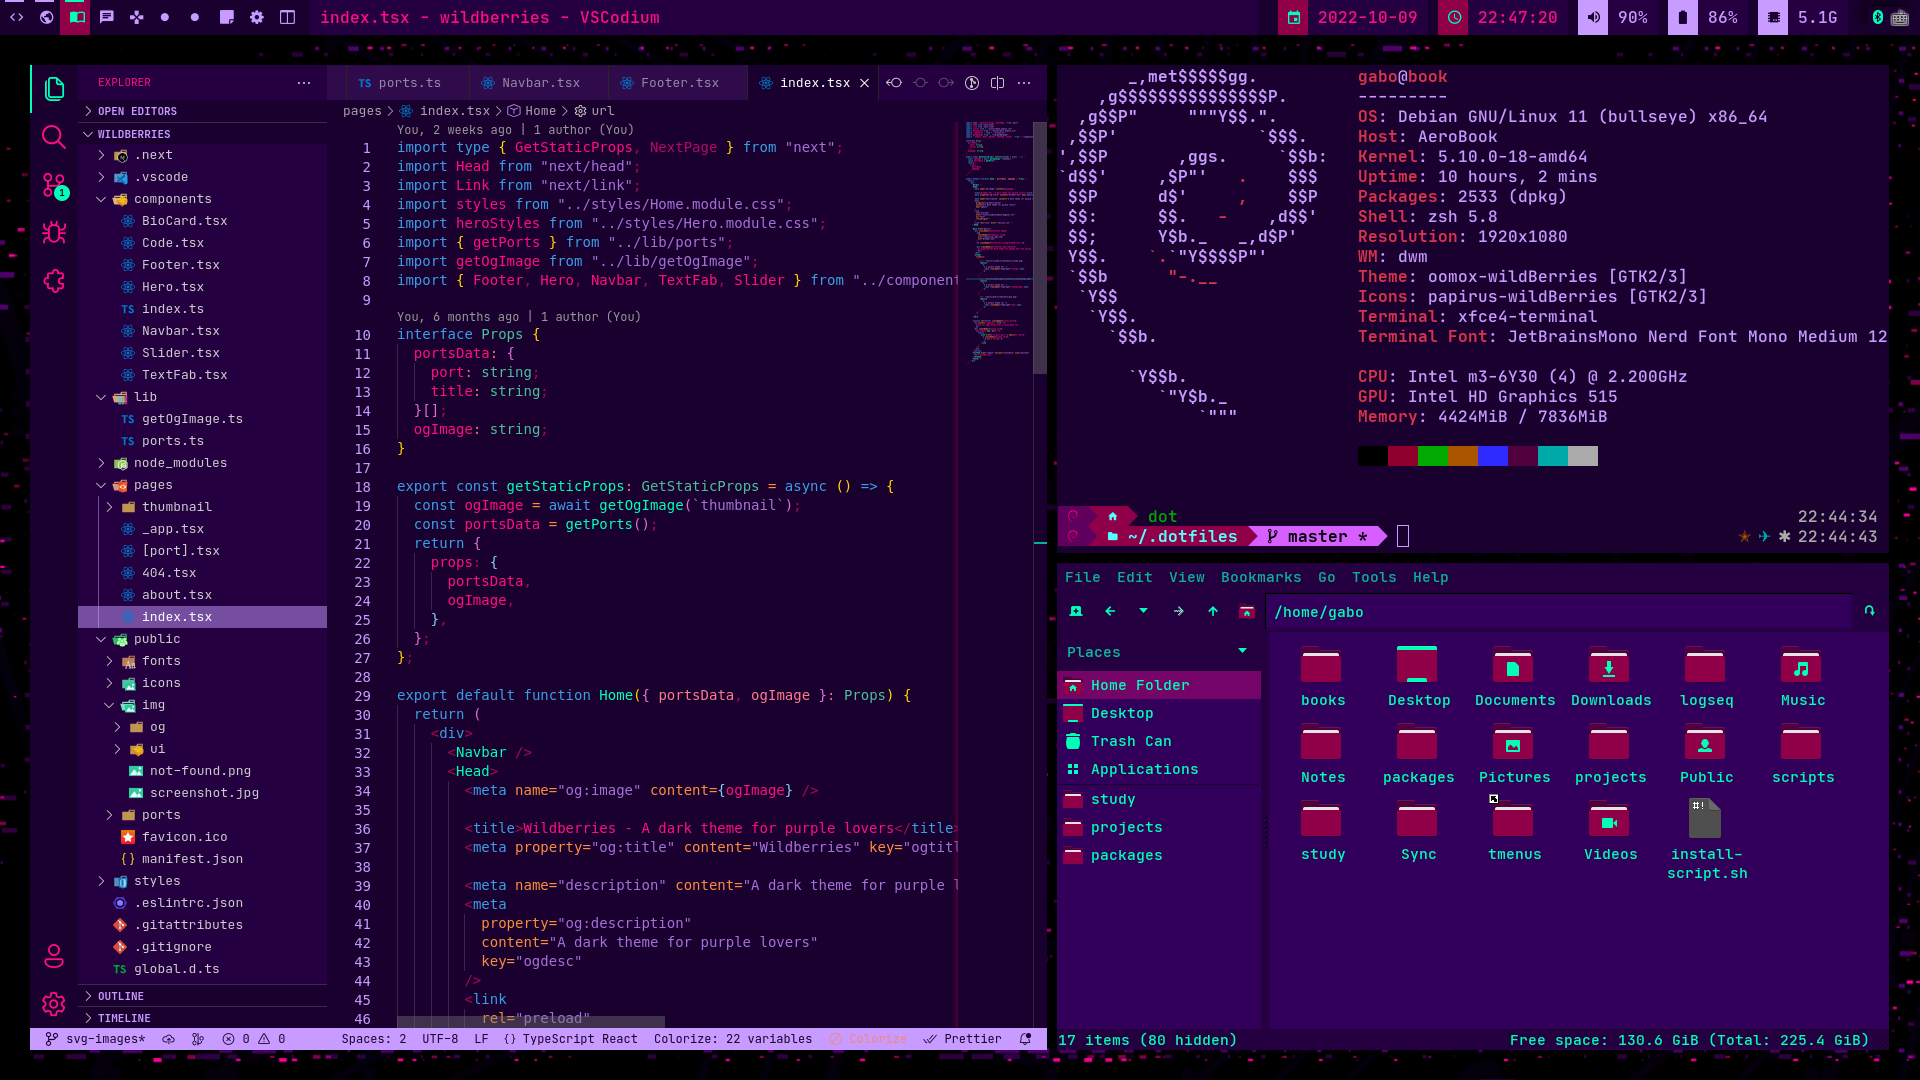 index.tsx - wildberries - VSCodium
2022-10-09
22:47:20
90%
86%
5.1G
EXPLORER
OPEN EDITORS
WILDBERRIES
.next
.vscode
components
BioCard.tsx
Code.tsx
Footer.tsx
Hero.tsx
index.ts
Navbar.tsx
Slider.tsx
TextFab.tsx
lib
TS getOgImage.ts
TS ports.ts
node_modules
pages
thumbnail
_app.tsx
[port].tsx
404.tsx
about.tsx
index.tsx
public
fonts
icons
img
og
ui
not-found.png
screenshot.jpg
ports
favicon.ico
{} manifest.json
styles
.eslintrc.json
.gitattributes
.gitignore
TS global.d.ts
OUTLINE
TIMELINE
1
TS ports.ts
Navbar.tsx
Footer.tsx
index.tsx
pages > index.tsx > Home > url
You, 2 weeks ago | 1 author (You)
1 import type { GetStaticProps, NextPage } from "next";
2 import Head from "next/head";
3 import Link from "next/link";
4 import styles from "../styles/Home.module.css";
5 import heroStyles from "../styles/Hero.module.css";
6 import { getPorts } from "../lib/ports";
7 import getOgImage from "../lib/getOgImage";
8 import { Footer, Hero, Navbar, TextFab, Slider } from "../component
9
You, 6 months ago | 1 author (You)
10 interface Props {
11 portsData: {
12 port: string;
13 title: string;
14 }[];
15 ogImage: string;
16 }
17
18 export const getStaticProps: GetStaticProps = async () => {
19 const ogImage = await getOgImage(`thumbnail`);
20 const portsData = getPorts();
21 return {
22 props: {
23 portsData,
24 ogImage,
25 },
26 };
27 };
28
29 export default function Home({ portsData, ogImage }: Props) {
30 return (
31 <div>
32 <Navbar />
33 <Head>
34 <meta name="og:image" content={ogImage} />
35
36 <title>Wildberries - A dark theme for purple lovers</title>
37 <meta property="og:title" content="Wildberries" key="ogtitl
38
39 <meta name="description" content="A dark theme for purple l
40 <meta
41 property="og:description"
42 content="A dark theme for purple lovers"
43 key="ogdesc"
44 />
45 <link
46 rel="preload"
svg-images*
0
0
Spaces: 2
UTF-8
LF
{} TypeScript React
Colorize: 22 variables
Colorize
Prettier
_,met$$$$$gg.
,g$$$$$$$$$$$$$$$P.
,g$$P" """Y$$.".
,$$P' `$$$.
',$$P ,ggs. `$$b:
`d$$' ,$P"' . $$$
$$P d$' , $$P
$$: $$. - ,d$$'
$$; Y$b._ _,d$P'
Y$$. `.`"Y$$$$P"'
`$$b "-.__
`Y$$
`Y$$.
`$$b.
`Y$$b.
`"Y$b._
`"""
gabo@book
---------
OS: Debian GNU/Linux 11 (bullseye) x86_64
Host: AeroBook
Kernel: 5.10.0-18-amd64
Uptime: 10 hours, 2 mins
Packages: 2533 (dpkg)
Shell: zsh 5.8
Resolution: 1920x1080
WM: dwm
Theme: oomox-wildBerries [GTK2/3]
Icons: papirus-wildBerries [GTK2/3]
Terminal: xfce4-terminal
Terminal Font: JetBrainsMono Nerd Font Mono Medium 12
CPU: Intel m3-6Y30 (4) @ 2.200GHz
GPU: Intel HD Graphics 515
Memory: 4424MiB / 7836MiB
dot
22:44:34
~/.dotfiles
master *
22:44:43
File Edit View Bookmarks Go Tools Help
/home/gabo
Places
Home Folder
Desktop
Trash Can
Applications
study
projects
packages
books Desktop Documents Downloads logseq Music
Notes packages Pictures projects Public scripts
study Sync tmenus Videos install-script.sh
#!
17 items (80 hidden)
Free space: 130.6 GiB (Total: 225.4 GiB)